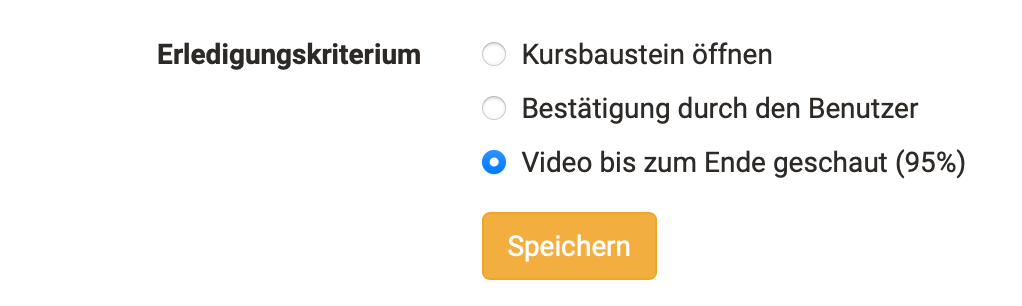 Erledigungskriterium
Kursbaustein öffnen
Bestätigung durch den Benutzer
Video bis zum Ende geschaut (95%)
Speichern